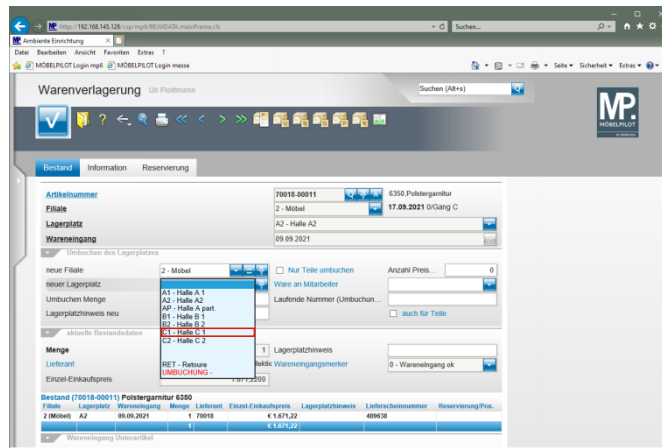 http://192.168.145.128/csp/mp6/BEWIDATA.mainFrame.cls
Suchen...
Ambiente Einrichtung
Datei Bearbeiten Ansicht Favoriten Extras ?
MÖBELPILOT Login mp6 MÖBELPILOT Login messe
Seite Sicherheit Extras
Warenverlagerung Uli Flottmann
Suchen (Alt+s)
MP.
MÖBELPILOT
Bestand Information Reservierung
Artikelnummer 70018-00011 6350,Polstergarnitur
Filiale 2 - Möbel 17.09.2021 0/Gang C
Lagerplatz A2 - Halle A2
Wareneingang 09.09.2021
Umbuchen des Lagerplatzes
neue Filiale 2 - Möbel Nur Teile umbuchen Anzahl Preis... 0
neuer Lagerplatz Ware an Mitarbeiter
Umbuchen Menge Laufende Nummer (Umbuchun...
Lagerplatzhinweis neu auch für Teile
A1 - Halle A 1
A2 - Halle A2
AP - Halle A part.
B1 - Halle B 1
B2 - Halle B 2
C1 - Halle C 1
C2 - Halle C 2
RET - Retoure
UMBUCHUNG -
aktuelle Bestandsdaten
Menge 1 Lagerplatzhinweis
Lieferant Wareneingangsmerker 0 - Wareneingang ok
Einzel-Einkaufspreis
Bestand (70018-00011) Polstergarnitur 6350
Filiale Lagerplatz Wareneingang Menge Lieferant Einzel-Einkaufspreis Lagerplatzhinweis Lieferscheinnummer Reservierung/Pos.
2 (Möbel) A2 09.09.2021 1 70018 € 1.671,22 489638
1 € 1.671,22
Wareneingang Unterartikel